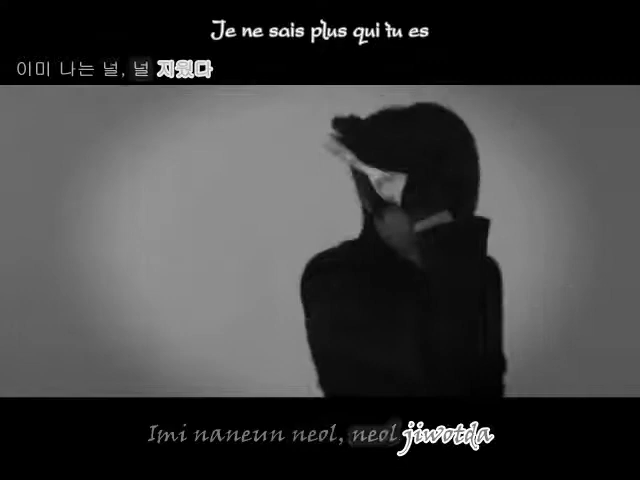 Je ne sais plus qui tu es
이미 나는 널, 널 지웠다
Imi naneun neol, neol jiwotda